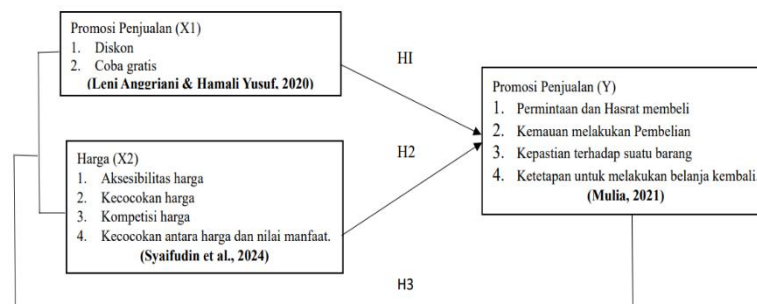 Promosi Penjualan (X1)
1. Diskon
2. Coba gratis
(Leni Anggriani & Hamali Yusuf, 2020)
HI
Promosi Penjualan (Y)
1. Permintaan dan Hasrat membeli
2. Kemauan melakukan Pembelian
3. Kepastian terhadap suatu barang
4. Ketetapan untuk melakukan belanja kembali.
(Mulia, 2021)
H2
Harga (X2)
1. Aksesibilitas harga
2. Kecocokan harga
3. Kompetisi harga
4. Kecocokan antara harga dan nilai manfaat.
(Syaifudin et al., 2024)
H3